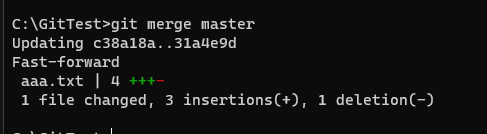 C:\GitTest>git merge master
Updating c38a18a..31a4e9d
Fast-forward
 aaa.txt | 4 +++-
 1 file changed, 3 insertions(+), 1 deletion(-)